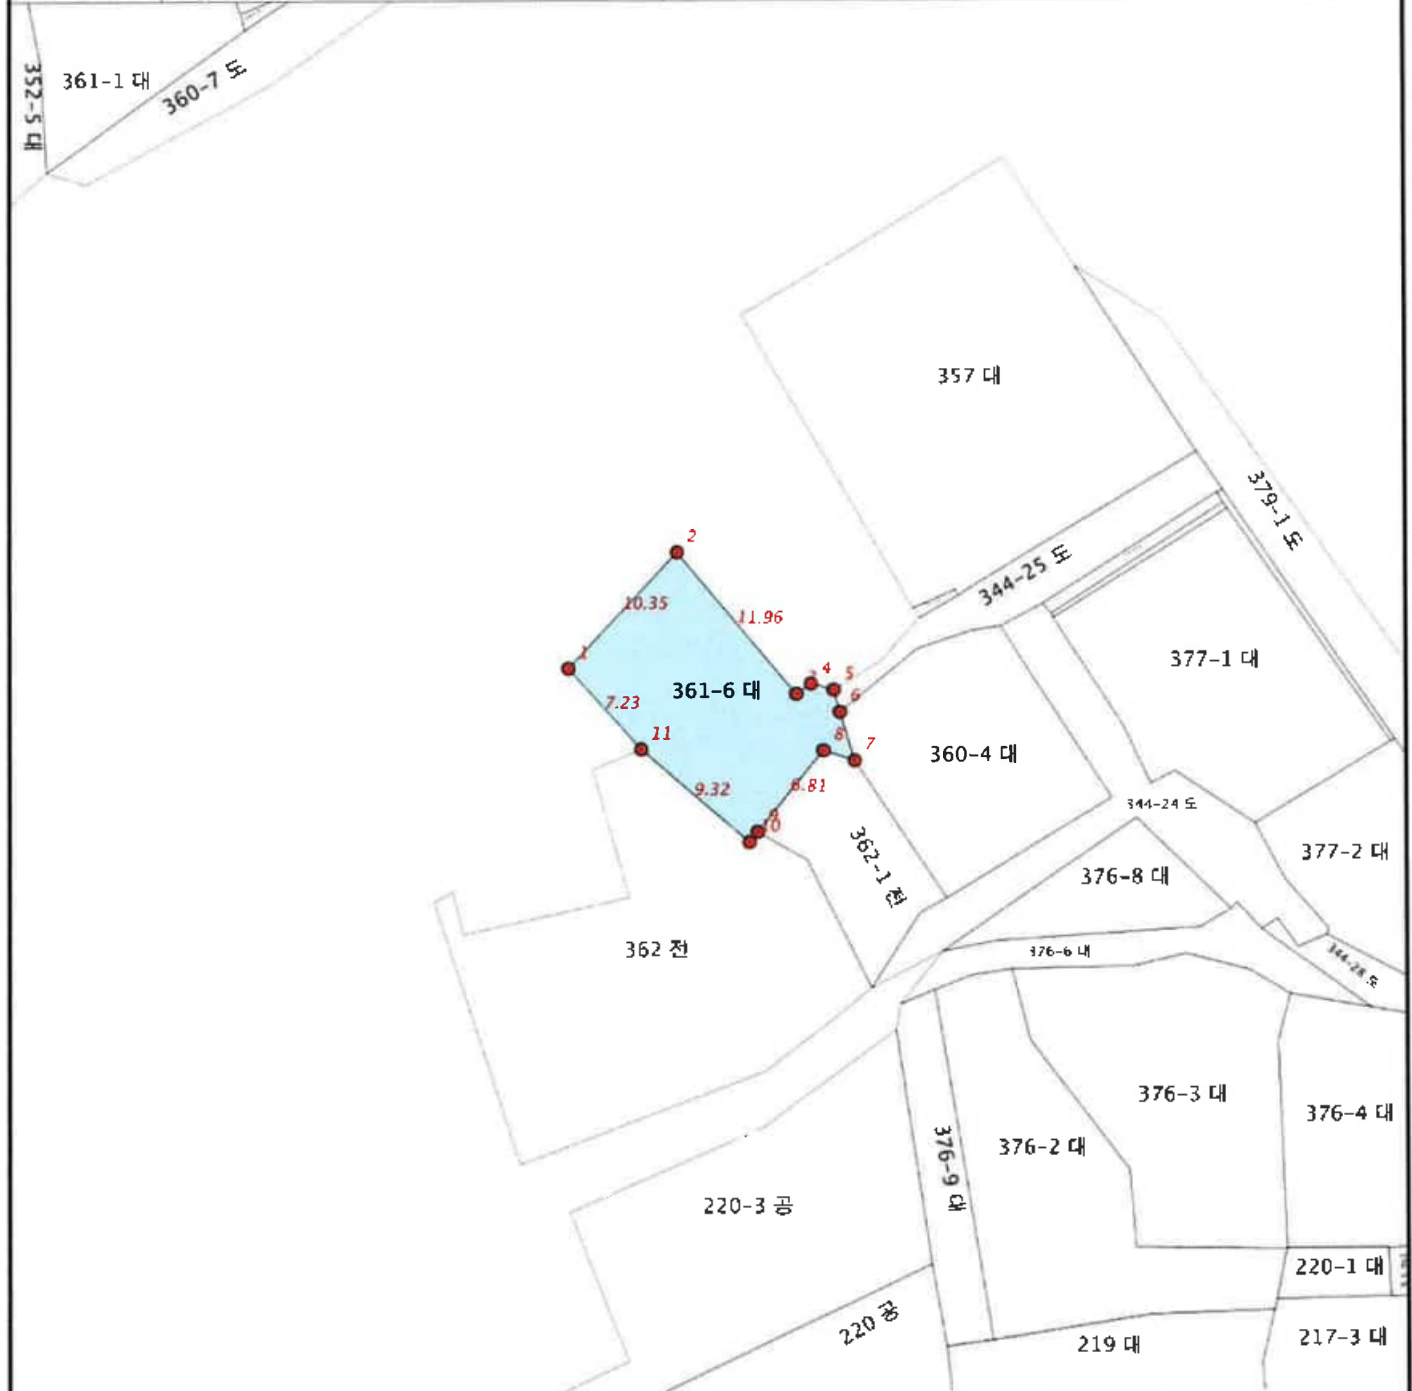 352-5 대
361-1 대
360-7 도
357 대
379-1 도
344-25 도
377-1 대
2
10.35
11.96
1
361-6 대
3
4
5
6
7.23
11
8
7
360-4 대
9.32
6.81
9
10
344-24 도
362-1 전
377-2 대
376-8 대
362 전
376-6 대
344-28 도
376-3 대
376-4 대
376-2 대
376-9 대
220-3 공
220-1 대
220 공
219 대
217-3 대